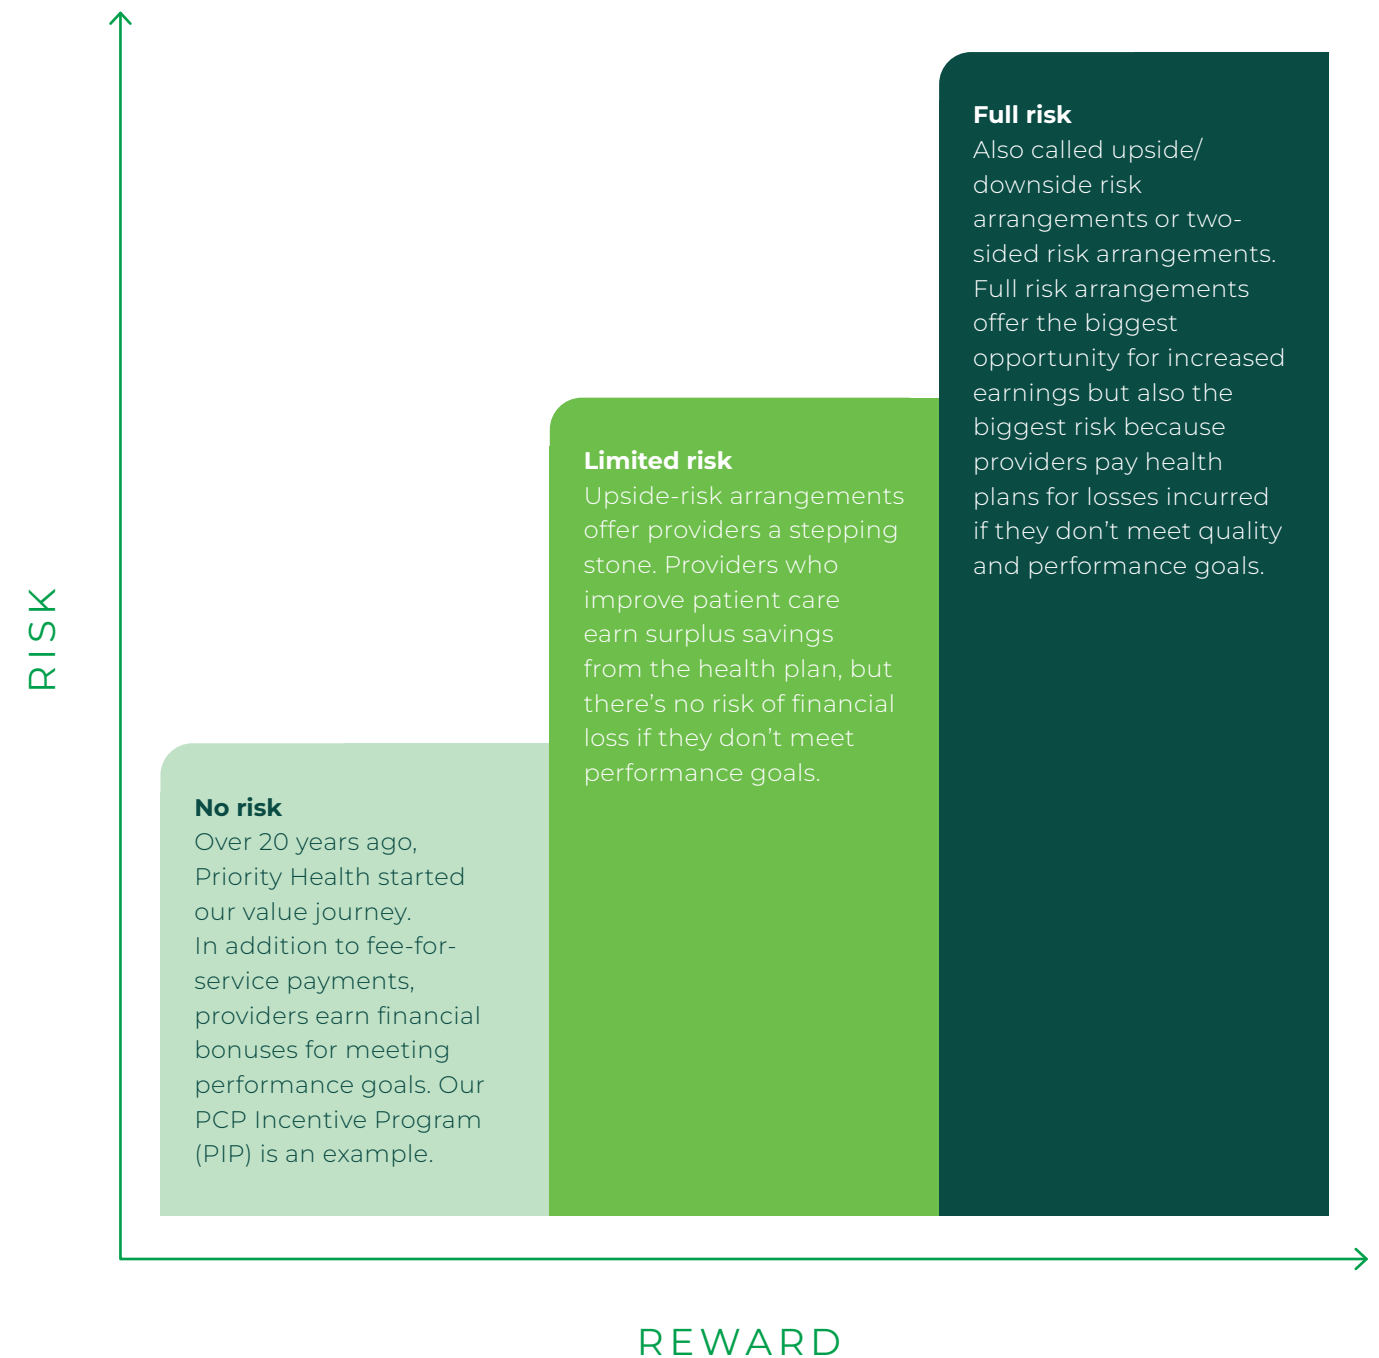 RISK
No risk
Over 20 years ago,
Priority Health started
our value journey.
In addition to fee-for-
service payments,
providers earn financial
bonuses for meeting
performance goals. Our
PCP Incentive Program
(PIP) is an example.
Limited risk
Upside-risk arrangements
offer providers a stepping
stone. Providers who
improve patient care
earn surplus savings
from the health plan, but
there’s no risk of financial
loss if they don’t meet
performance goals.
Full risk
Also called upside/
downside risk
arrangements or two-
sided risk arrangements.
Full risk arrangements
offer the biggest
opportunity for increased
earnings but also the
biggest risk because
providers pay health
plans for losses incurred
if they don’t meet quality
and performance goals.
REWARD